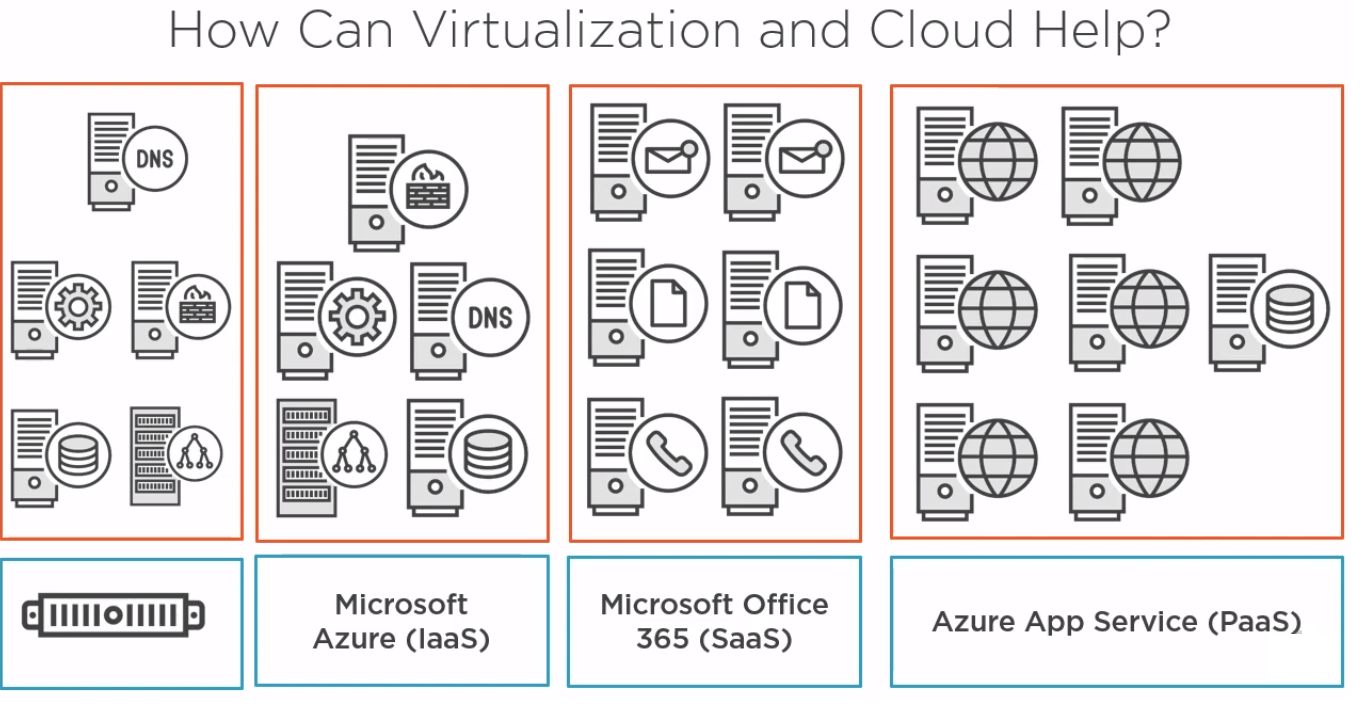 How Can Virtualization and Cloud Help?
DNS
DNS
Microsoft
Azure (IaaS)
Microsoft Office
365 (SaaS)
Azure App Service (PaaS)